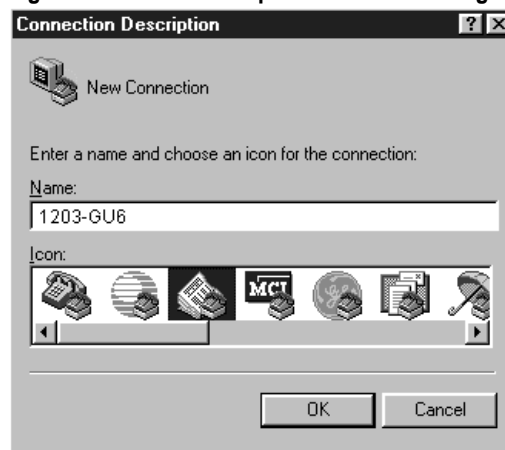 Connection Description
New Connection
Enter a name and choose an icon for the connection:
Name:
1203-GU6
Icon:
MCI
OK
Cancel